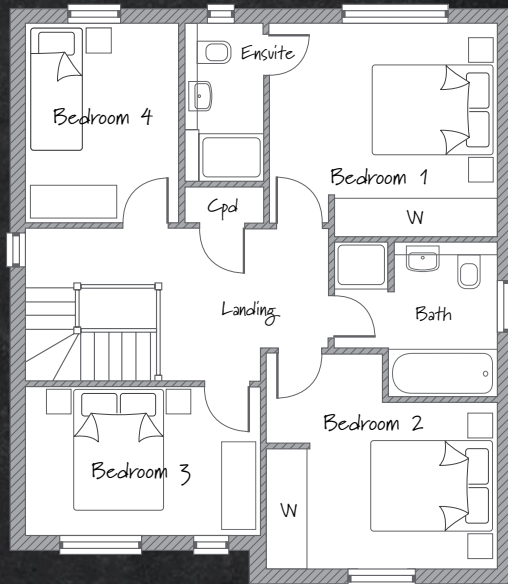 Ensuite
Bedroom 4
Bedroom 1
Cpd
W
Landing
Bath
Bedroom 2
Bedroom 3
W